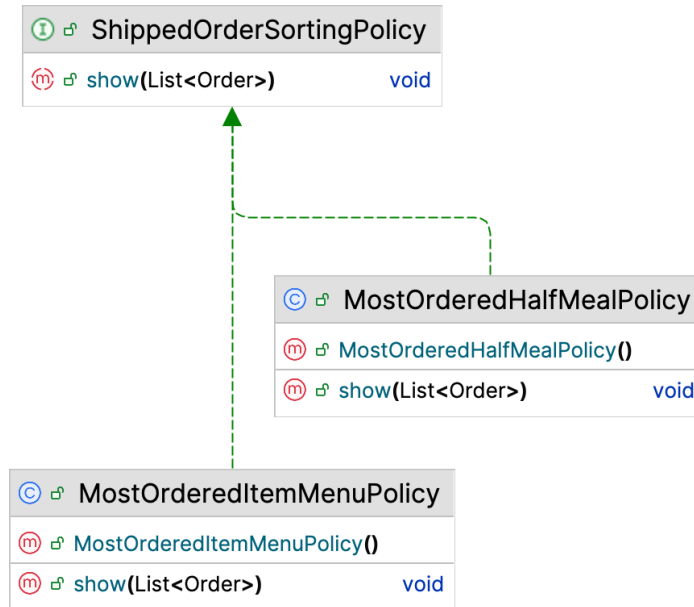 ShippedOrderSortingPolicy
show(List<Order>) void
MostOrderedHalfMealPolicy
MostOrderedHalfMealPolicy()
show(List<Order>) void
MostOrderedItemMenuPolicy
MostOrderedItemMenuPolicy()
show(List<Order>) void